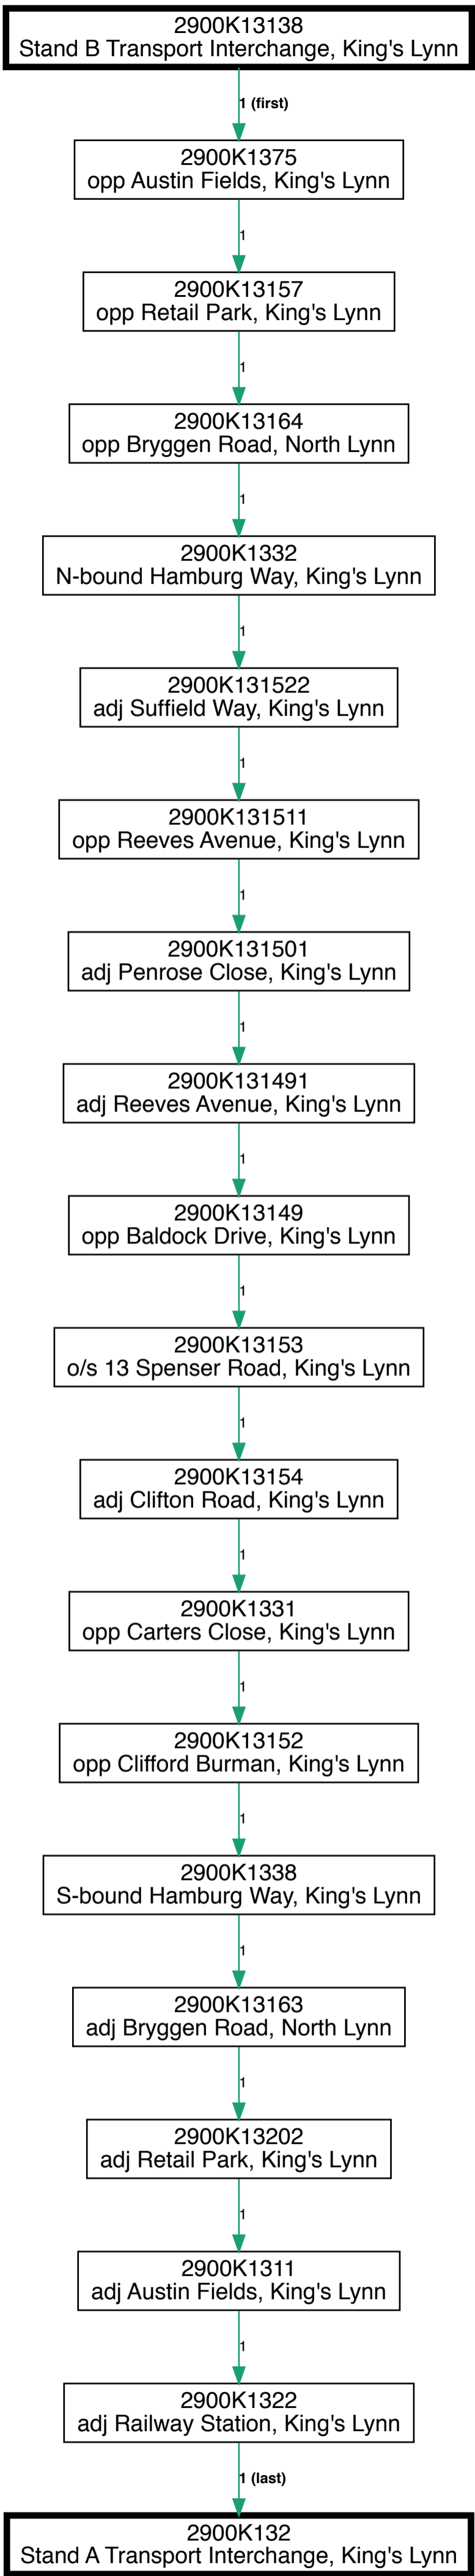 2900K13138
Stand B Transport Interchange, King's Lynn
1 (first)
2900K1375
opp Austin Fields, King's Lynn
1
2900K13157
opp Retail Park, King's Lynn
1
2900K13164
opp Bryggen Road, North Lynn
1
2900K1332
N-bound Hamburg Way, King's Lynn
1
2900K131522
adj Suffield Way, King's Lynn
1
2900K131511
opp Reeves Avenue, King's Lynn
1
2900K131501
adj Penrose Close, King's Lynn
1
2900K131491
adj Reeves Avenue, King's Lynn
1
2900K13149
opp Baldock Drive, King's Lynn
1
2900K13153
o/s 13 Spenser Road, King's Lynn
1
2900K13154
adj Clifton Road, King's Lynn
1
2900K1331
opp Carters Close, King's Lynn
1
2900K13152
opp Clifford Burman, King's Lynn
1
2900K1338
S-bound Hamburg Way, King's Lynn
1
2900K13163
adj Bryggen Road, North Lynn
1
2900K13202
adj Retail Park, King's Lynn
1
2900K1311
adj Austin Fields, King's Lynn
1
2900K1322
adj Railway Station, King's Lynn
1 (last)
2900K132
Stand A Transport Interchange, King's Lynn